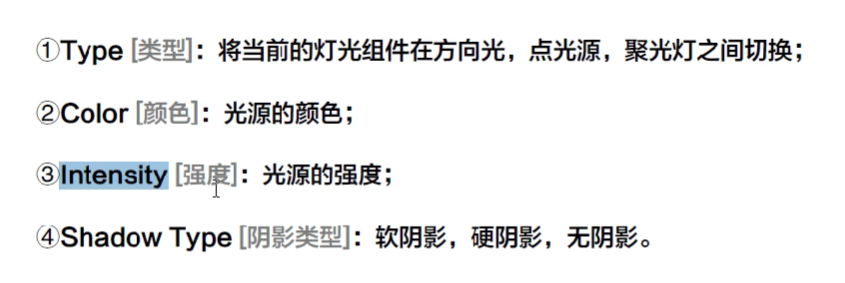 ①Type [类型]：将当前的灯光组件在方向光，点光源，聚光灯之间切换；
②Color [颜色]：光源的颜色；
③Intensity [强度]：光源的强度；
④Shadow Type [阴影类型]：软阴影，硬阴影，无阴影。